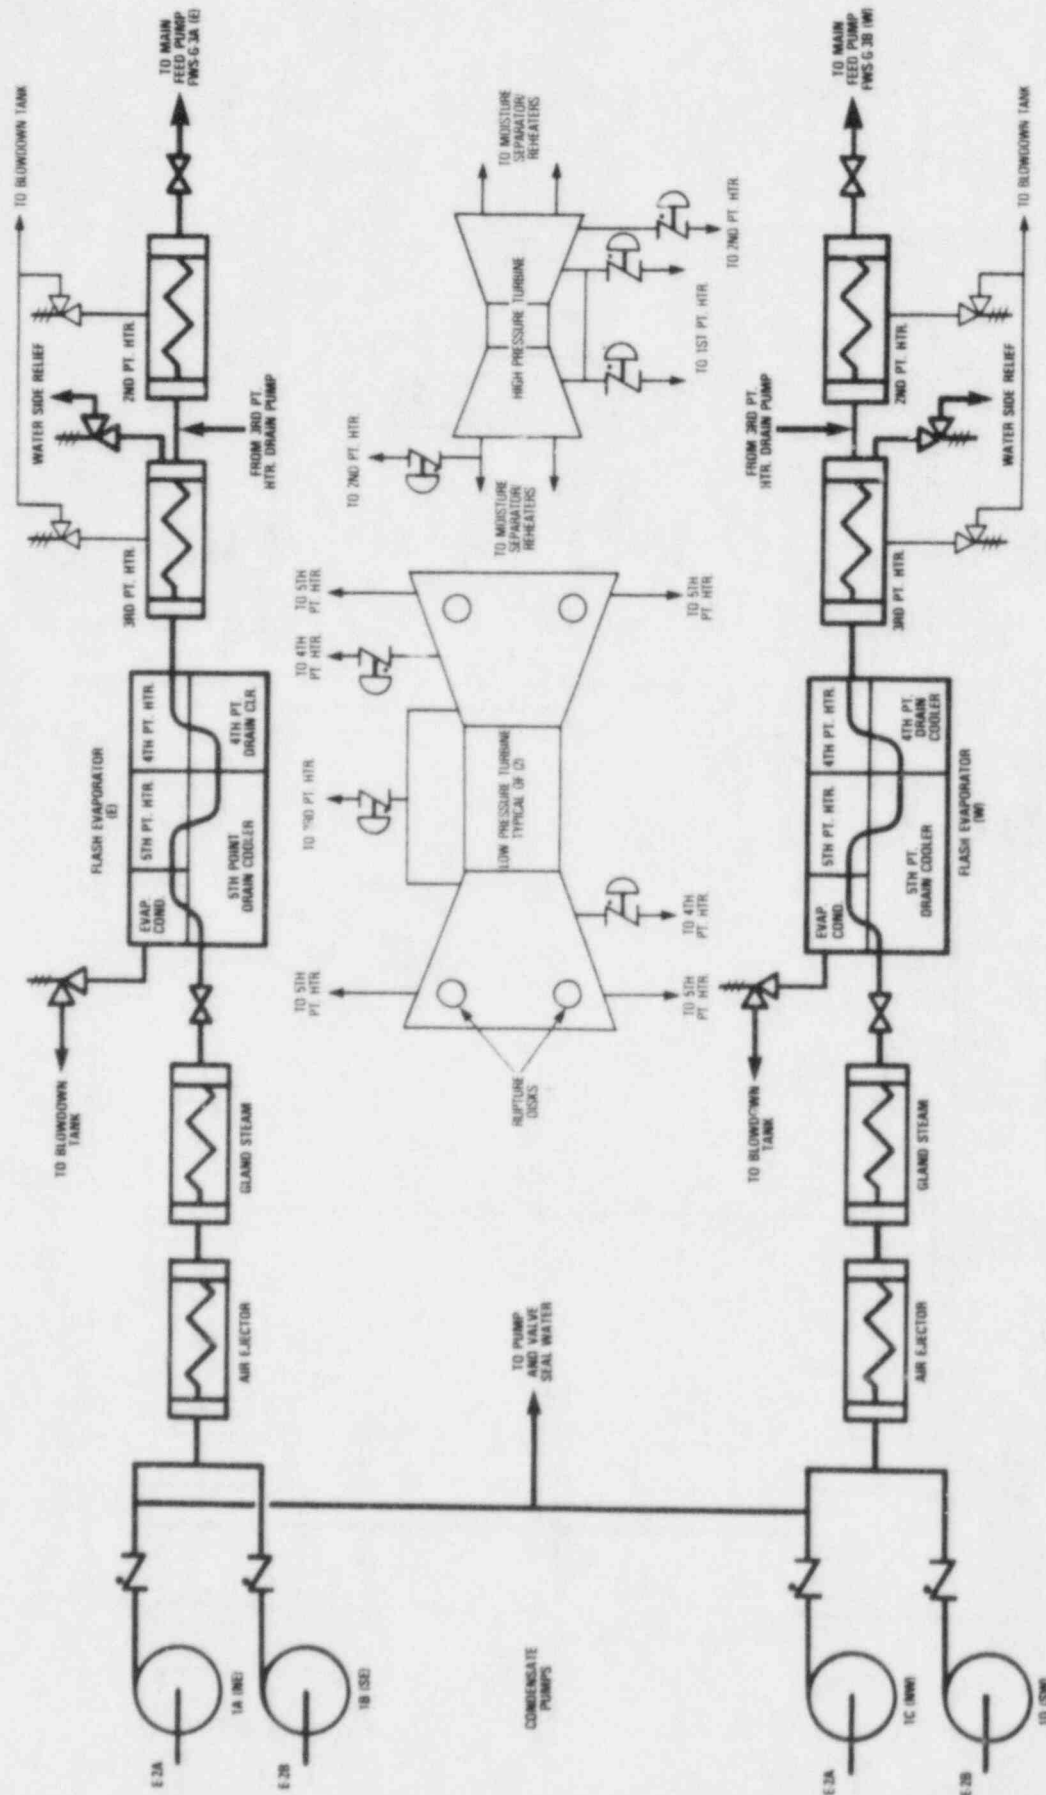 TO BLOWDOWN TANK
WATER SIDE RELIEF
TO BLOWDOWN
TANK
FLASH EVAPORATOR
(E)
E-2A
1A (NE)
E-2B
1B (SE)
AIR EJECTOR
GLAND STEAM
EVAP.
COND.
5TH PT. HTR.
4TH PT. HTR.
5TH POINT
DRAIN COOLER
4TH PT.
DRAIN CLR.
3RD PT. HTR.
2ND PT. HTR.
TO MAIN
FEED PUMP
FWS-G-3A (E)
FROM 3RD PT.
HTR. DRAIN PUMP
CONDENSATE
PUMPS
TO PUMP
AND VALVE
SEAL WATER
TO 5TH
PT. HTR.
TO 3RD PT. HTR.
TO 4TH
PT. HTR.
TO 5TH
PT. HTR.
RUPTURE
DISKS
LOW PRESSURE TURBINE
TYPICAL OF (2)
TO 5TH
PT. HTR.
TO 4TH
PT. HTR.
TO 5TH
PT. HTR.
TO 2ND PT. HTR.
TO MOISTURE
SEPARATOR/
REHEATERS
HIGH PRESSURE TURBINE
TO MOISTURE
SEPARATOR/
REHEATERS
TO 1ST PT. HTR.
TO 2ND PT. HTR.
TO BLOWDOWN
TANK
E-2A
1C (NW)
E-2B
1D (SW)
AIR EJECTOR
GLAND STEAM
EVAP.
COND.
5TH PT. HTR.
4TH PT. HTR.
5TH PT.
DRAIN COOLER
4TH PT.
DRAIN
COOLER
FLASH EVAPORATOR
(W)
FROM 3RD PT.
HTR. DRAIN PUMP
3RD PT. HTR.
2ND PT. HTR.
TO MAIN
FEED PUMP
FWS-G-3B (W)
WATER SIDE RELIEF
TO BLOWDOWN TANK